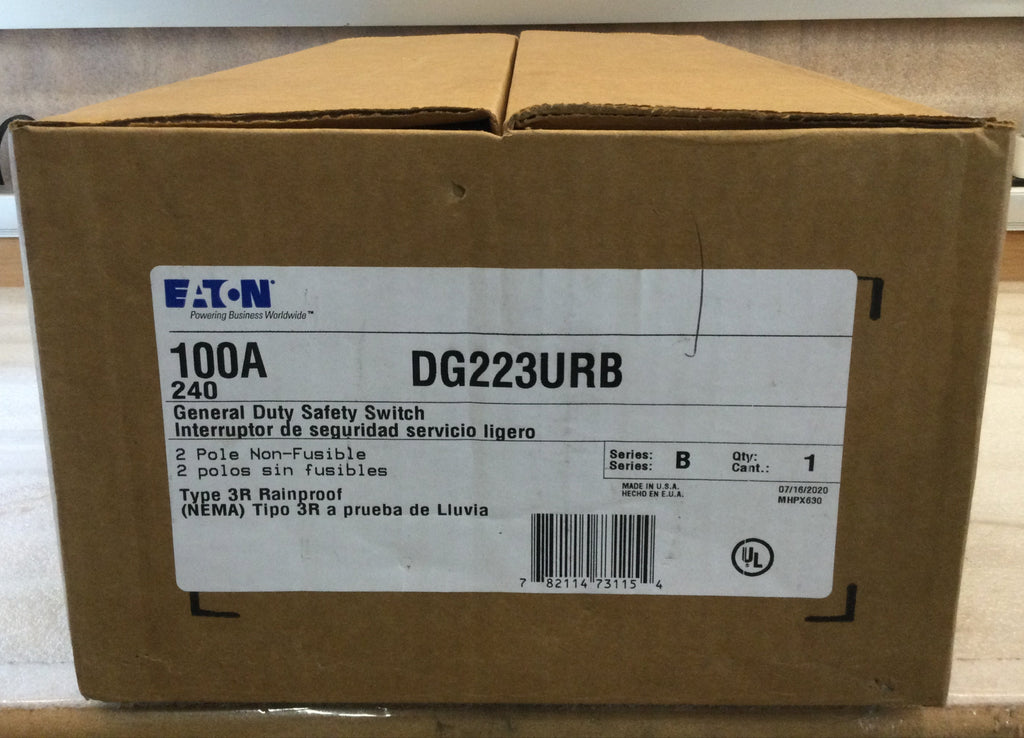 EATON
Powering Business Worldwide™
100A
DG223URB
240
General Duty Safety Switch
Interruptor de seguridad servicio ligero
2 Pole Non-Fusible
2 polos sin fusibles
Series: B Qty: 1
Series: Cant.:
MADE IN U.S.A.
HECHO EN E.U.A.
07/16/2020
MHPX630
Type 3R Rainproof
(NEMA) Tipo 3R a prueba de Lluvia
7 82114 73115 4
UL